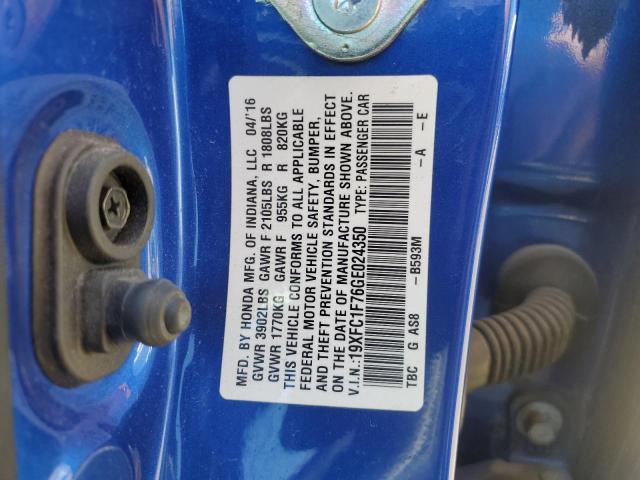 MFD. BY HONDA MFG. OF INDIANA, LLC 04/'16
GVWR 3902LBS GAWR F 2105LBS R 1808LBS
GVWR 1770KG GAWR F 955KG R 820KG
THIS VEHICLE CONFORMS TO ALL APPLICABLE
FEDERAL MOTOR VEHICLE SAFETY, BUMPER,
AND THEFT PREVENTION STANDARDS IN EFFECT
ON THE DATE OF MANUFACTURE SHOWN ABOVE.
V.I.N.:19XFC1F76GE024350 TYPE: PASSENGER CAR
TBC G AS8 -B593M -A -E